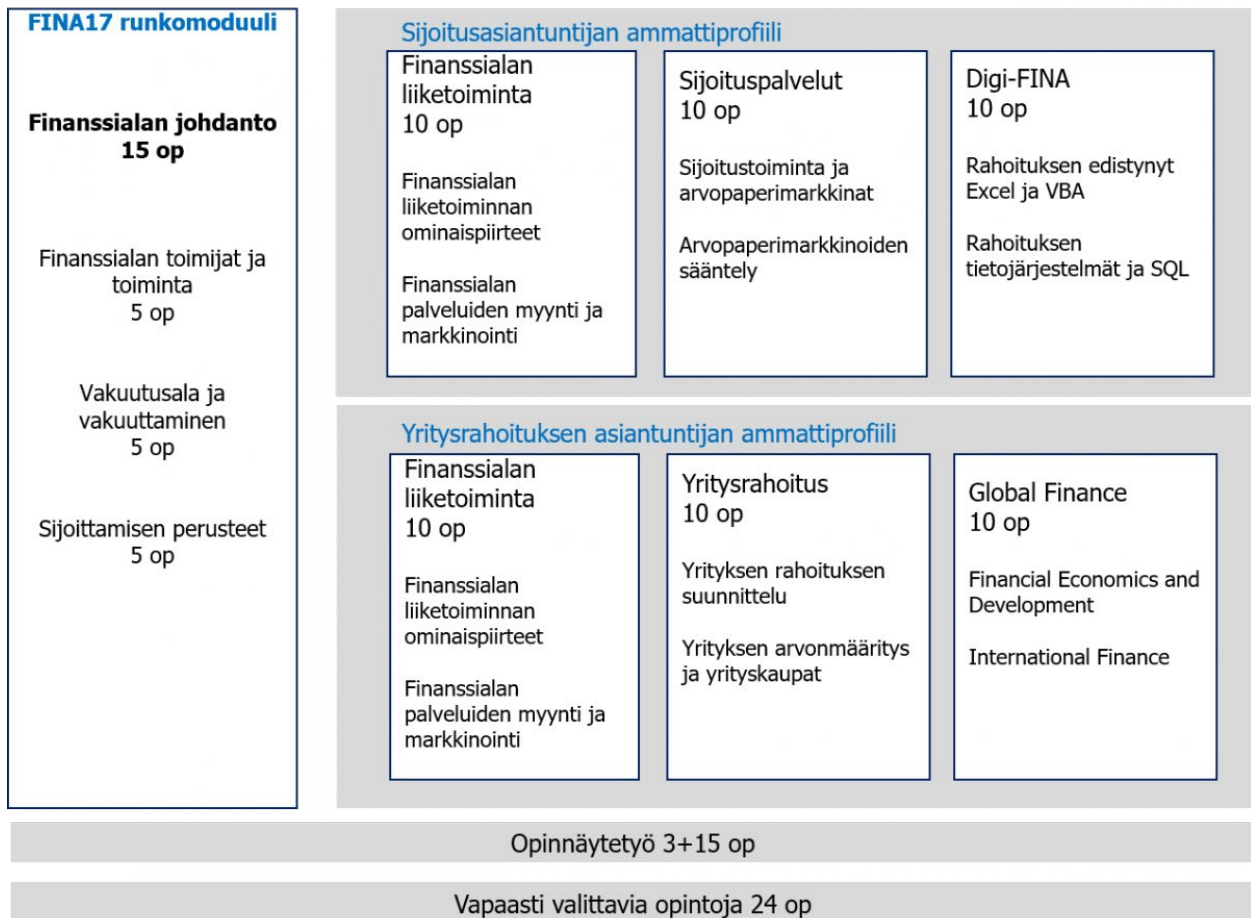 FINA17 runkomoduuli
Finanssialan johdanto
15 op
Finanssialan toimijat ja
toiminta
5 op
Vakuutusala ja
vakuuttaminen
5 op
Sijoittamisen perusteet
5 op
Sijoitusasiantuntijan ammattiprofiili
Finanssialan
liiketoiminta
10 op
Finanssialan
liiketoiminnan
ominaispiirteet
Finanssialan
palveluiden myynti ja
markkinointi
Sijoituspalvelut
10 op
Sijoitustoiminta ja
arvopaperimarkkinat
Arvopaperimarkkinoiden
sääntely
Digi-FINA
10 op
Rahoituksen edistynyt
Excel ja VBA
Rahoituksen
tietojärjestelmät ja SQL
Yritysrahoituksen asiantuntijan ammattiprofiili
Finanssialan
liiketoiminta
10 op
Finanssialan
liiketoiminnan
ominaispiirteet
Finanssialan
palveluiden myynti ja
markkinointi
Yritysrahoitus
10 op
Yrityksen rahoituksen
suunnittelu
Yrityksen arvonmääritys
ja yrityskaupat
Global Finance
10 op
Financial Economics and
Development
International Finance
Opinnäytetyö 3+15 op
Vapaasti valittavia opintoja 24 op